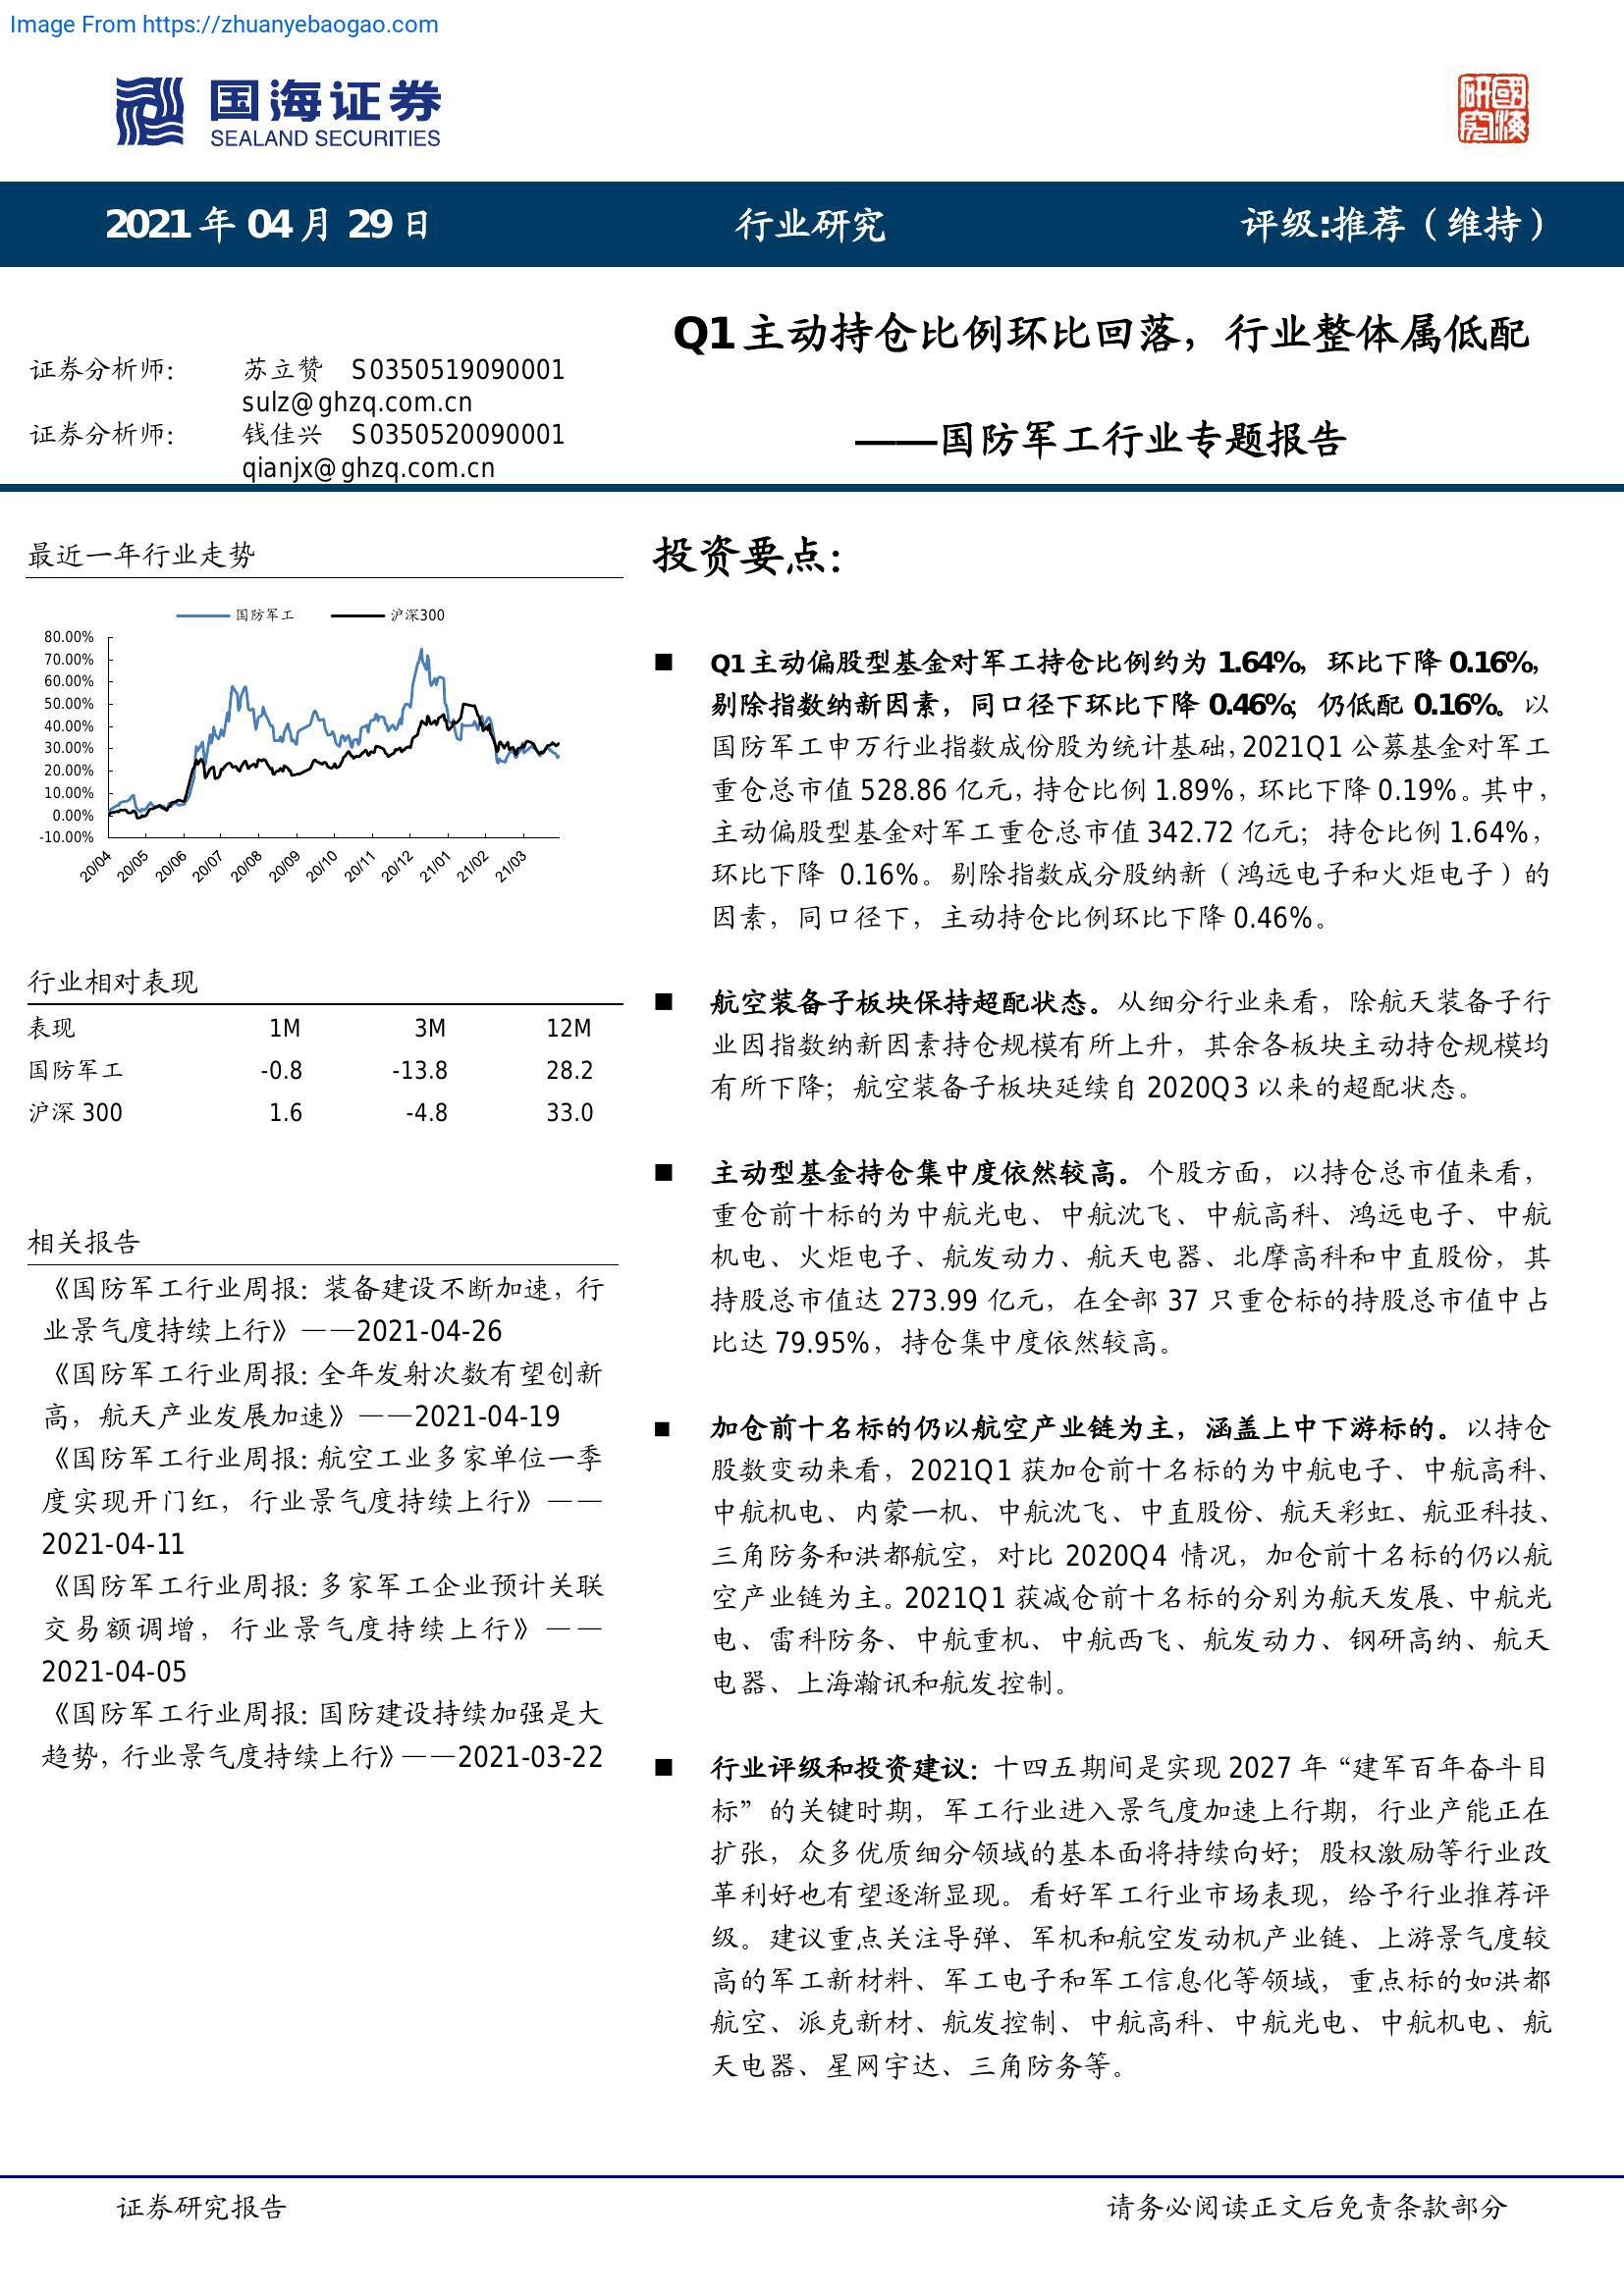 Image From https://zhuanyebaogao.com
国海证券
SEALAND SECURITIES
研究
國海
2021 年 04 月 29 日
行业研究
评级:推荐（维持）
证券分析师：
苏立赞 S0350519090001
sulz@ghzq.com.cn
证券分析师：
钱佳兴 S0350520090001
qianjx@ghzq.com.cn
Q1 主动持仓比例环比回落，行业整体属低配
——国防军工行业专题报告
最近一年行业走势
国防军工 沪深300
80.00%
70.00%
60.00%
50.00%
40.00%
30.00%
20.00%
10.00%
0.00%
-10.00%
20/04 20/05 20/06 20/07 20/08 20/09 20/10 20/11 20/12 21/01 21/02 21/03
行业相对表现
表现 1M 3M 12M
国防军工 -0.8 -13.8 28.2
沪深 300 1.6 -4.8 33.0
相关报告
《国防军工行业周报：装备建设不断加速，行
业景气度持续上行》——2021-04-26
《国防军工行业周报：全年发射次数有望创新
高，航天产业发展加速》——2021-04-19
《国防军工行业周报：航空工业多家单位一季
度实现开门红，行业景气度持续上行》——
2021-04-11
《国防军工行业周报：多家军工企业预计关联
交易额调增，行业景气度持续上行》——
2021-04-05
《国防军工行业周报：国防建设持续加强是大
趋势，行业景气度持续上行》——2021-03-22
投资要点：
■ Q1 主动偏股型基金对军工持仓比例约为 1.64%，环比下降 0.16%，
剔除指数纳新因素，同口径下环比下降 0.46%；仍低配 0.16%。以
国防军工申万行业指数成份股为统计基础，2021Q1 公募基金对军工
重仓总市值 528.86 亿元，持仓比例 1.89%，环比下降 0.19%。其中，
主动偏股型基金对军工重仓总市值 342.72 亿元；持仓比例 1.64%，
环比下降 0.16%。剔除指数成分股纳新（鸿远电子和火炬电子）的
因素，同口径下，主动持仓比例环比下降 0.46%。
■ 航空装备子板块保持超配状态。从细分行业来看，除航天装备子行
业因指数纳新因素持仓规模有所上升，其余各板块主动持仓规模均
有所下降；航空装备子板块延续自 2020Q3 以来的超配状态。
■ 主动型基金持仓集中度依然较高。个股方面，以持仓总市值来看，
重仓前十标的为中航光电、中航沈飞、中航高科、鸿远电子、中航
机电、火炬电子、航发动力、航天电器、北摩高科和中直股份，其
持股总市值达 273.99 亿元，在全部 37 只重仓标的持股总市值中占
比达 79.95%，持仓集中度依然较高。
■ 加仓前十名标的仍以航空产业链为主，涵盖上中下游标的。以持仓
股数变动来看，2021Q1 获加仓前十名标的为中航电子、中航高科、
中航机电、内蒙一机、中航沈飞、中直股份、航天彩虹、航亚科技、
三角防务和洪都航空，对比 2020Q4 情况，加仓前十名标的仍以航
空产业链为主。2021Q1 获减仓前十名标的分别为航天发展、中航光
电、雷科防务、中航重机、中航西飞、航发动力、钢研高纳、航天
电器、上海瀚讯和航发控制。
■ 行业评级和投资建议：十四五期间是实现 2027 年“建军百年奋斗目
标”的关键时期，军工行业进入景气度加速上行期，行业产能正在
扩张，众多优质细分领域的基本面将持续向好；股权激励等行业改
革利好也有望逐渐显现。看好军工行业市场表现，给予行业推荐评
级。建议重点关注导弹、军机和航空发动机产业链、上游景气度较
高的军工新材料、军工电子和军工信息化等领域，重点标的如洪都
航空、派克新材、航发控制、中航高科、中航光电、中航机电、航
天电器、星网宇达、三角防务等。
证券研究报告
请务必阅读正文后免责条款部分